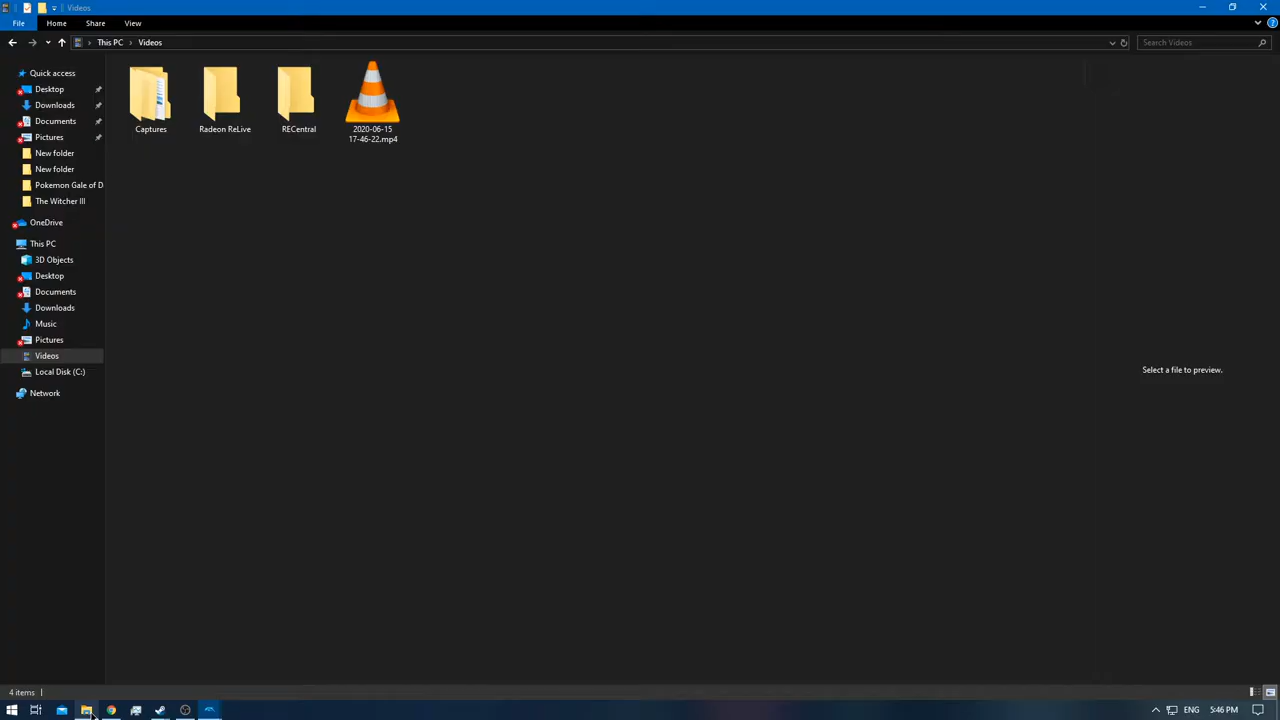 Videos
File Home Share View
This PC Videos
Search Videos
Quick access
Desktop
Downloads
Documents
Pictures
New folder
New folder
Pokemon Gale of D
The Witcher III
OneDrive
This PC
3D Objects
Desktop
Documents
Downloads
Music
Pictures
Videos
Local Disk (C:)
Network
Captures
Radeon ReLive
RECentral
2020-06-15
17-46-22.mp4
Select a file to preview.
4 items
ENG 5:46 PM